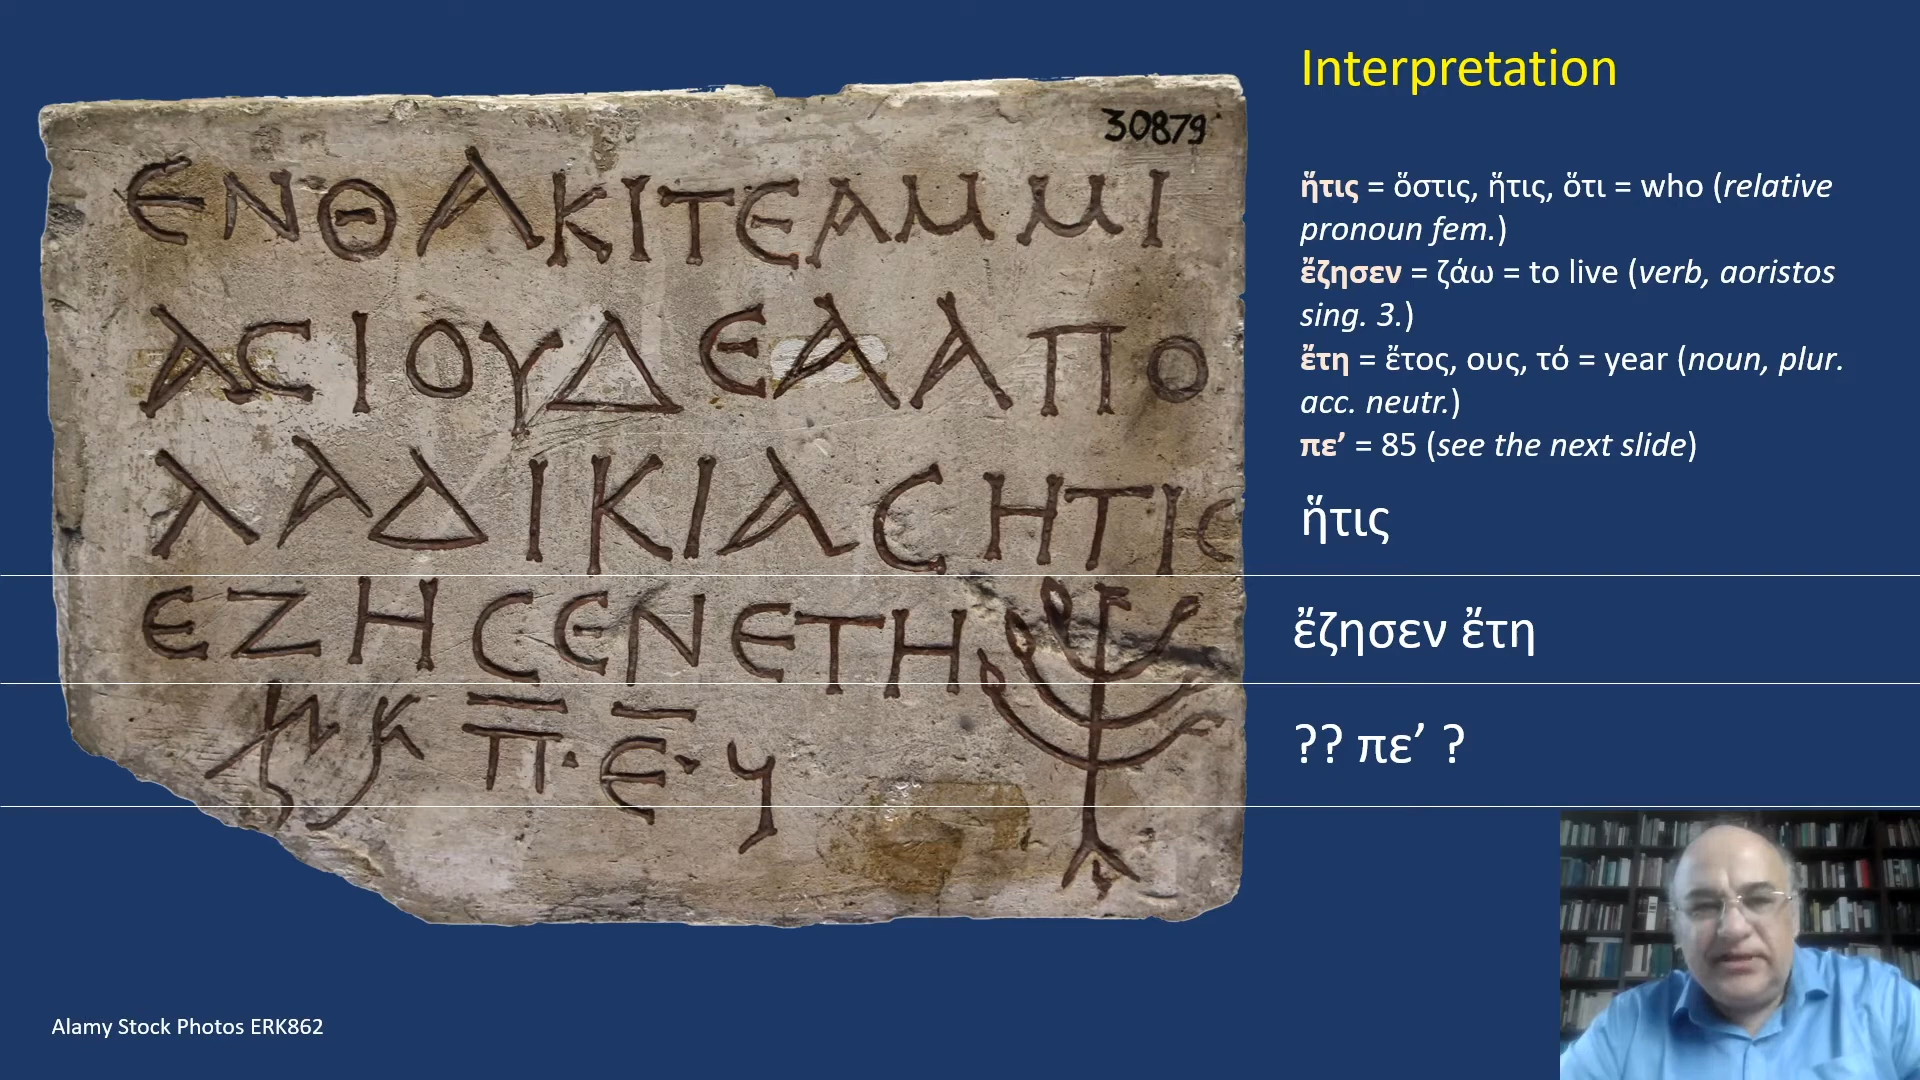 Interpretation
30879
ΕΝΘΑΚΙΤΕΑΜΜΙ
ΑϹΙΟΥΔΕΑΑΠΟ
ΛΑΔΙΚΙΑϹΗΤΙϹ
ΕΖΗϹΕΝΕΤΗ
Π·Ε·
ἥτις = ὅστις, ἥτις, ὅτι = who (relative
pronoun fem.)
ἔζησεν = ζάω = to live (verb, aoristos
sing. 3.)
ἔτη = ἔτος, ους, τό = year (noun, plur.
acc. neutr.)
πε’ = 85 (see the next slide)
ἥτις
ἔζησεν ἔτη
?? πε’ ?
Alamy Stock Photos ERK862